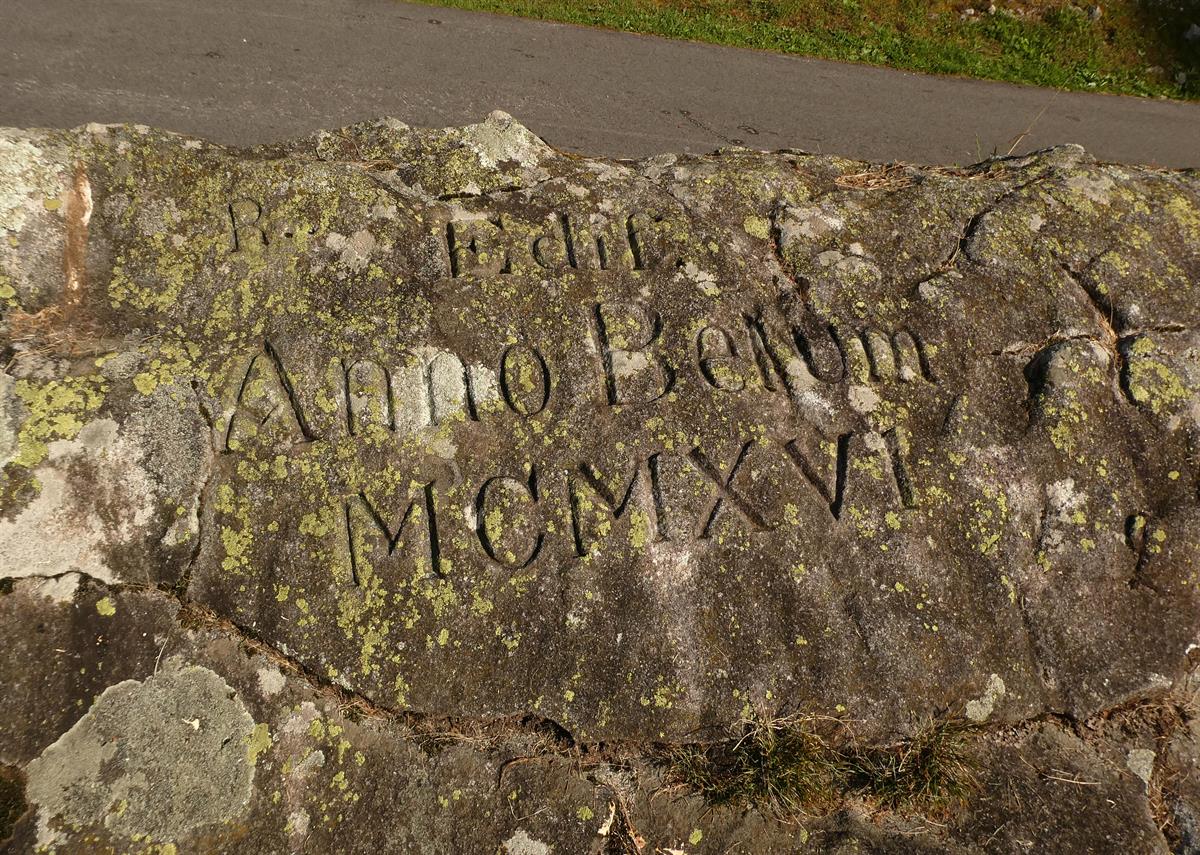 R. Edif.
Anno Bellum
MCMXVI